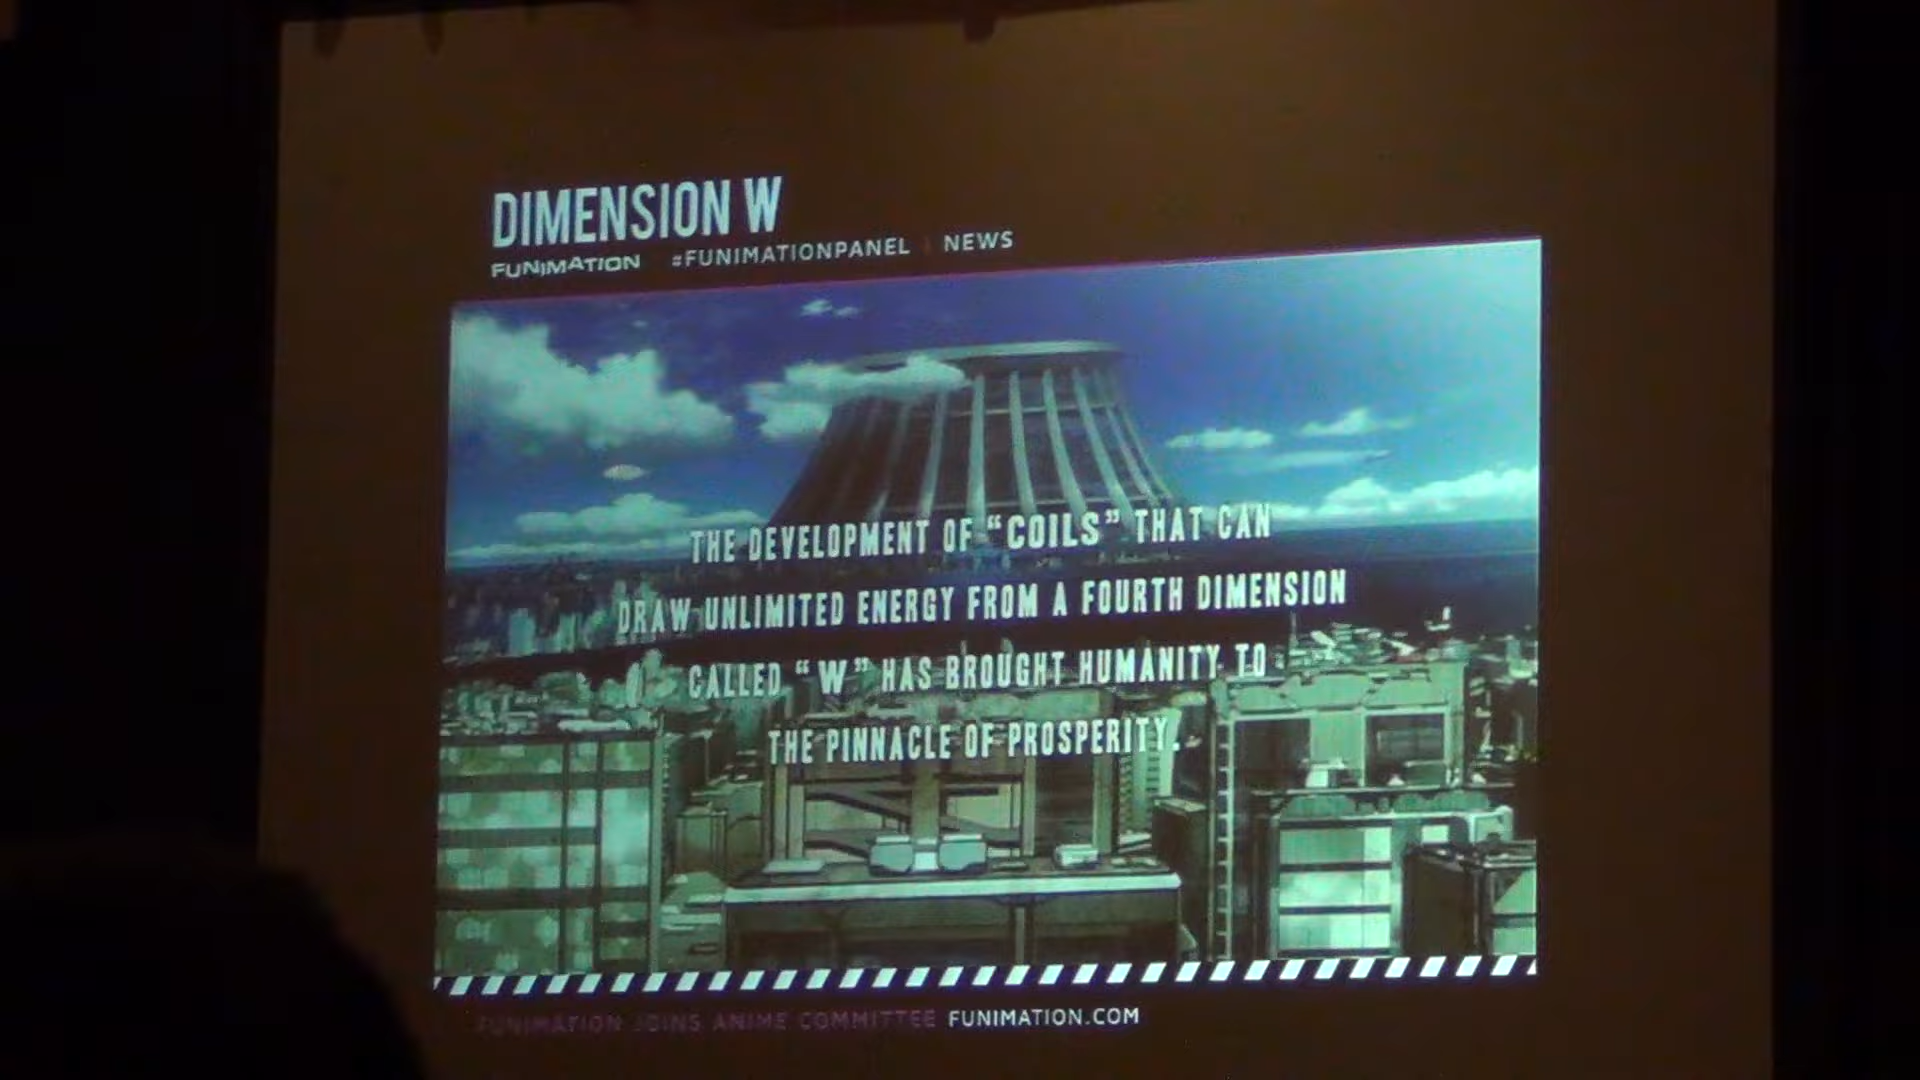 DIMENSION W
FUNIMATION #FUNIMATIONPANEL | NEWS
THE DEVELOPMENT OF "COILS" THAT CAN
DRAW UNLIMITED ENERGY FROM A FOURTH DIMENSION
CALLED "W" HAS BROUGHT HUMANITY TO
THE PINNACLE OF PROSPERITY.
FUNIMATION JOINS ANIME COMMITTEE FUNIMATION.COM